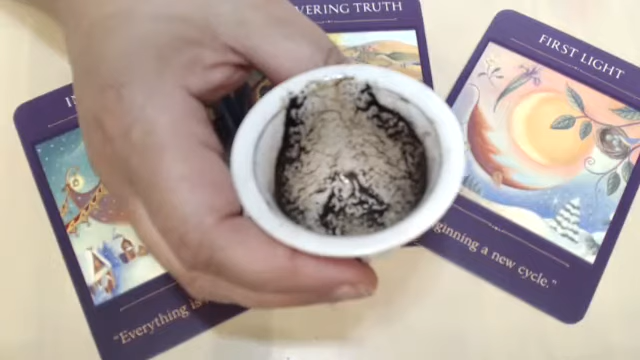 VERING TRUTH
FIRST LIGHT
"Everything is
ginning a new cycle."